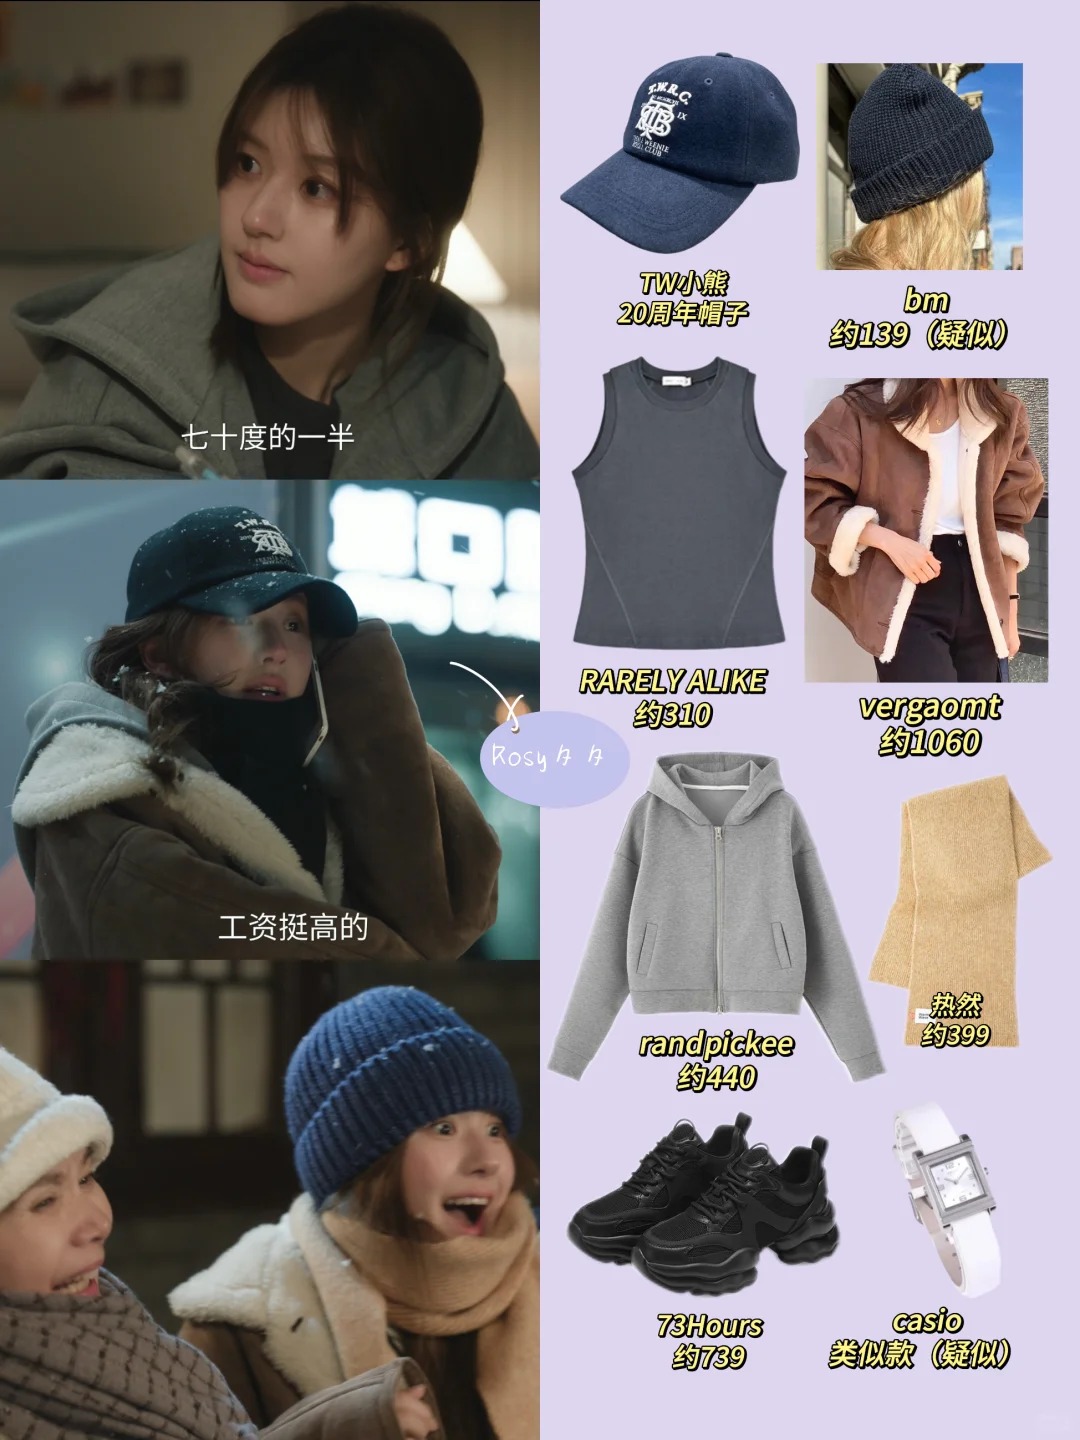 七十度的一半
工资挺高的
Rosy夕夕
T.W.R.C.
IX
TW小熊
20周年帽子
bm
约139（疑似）
RARELY ALIKE
约310
vergaomt
约1060
randpickee
约440
热然
约399
73Hours
约739
casio
类似款（疑似）